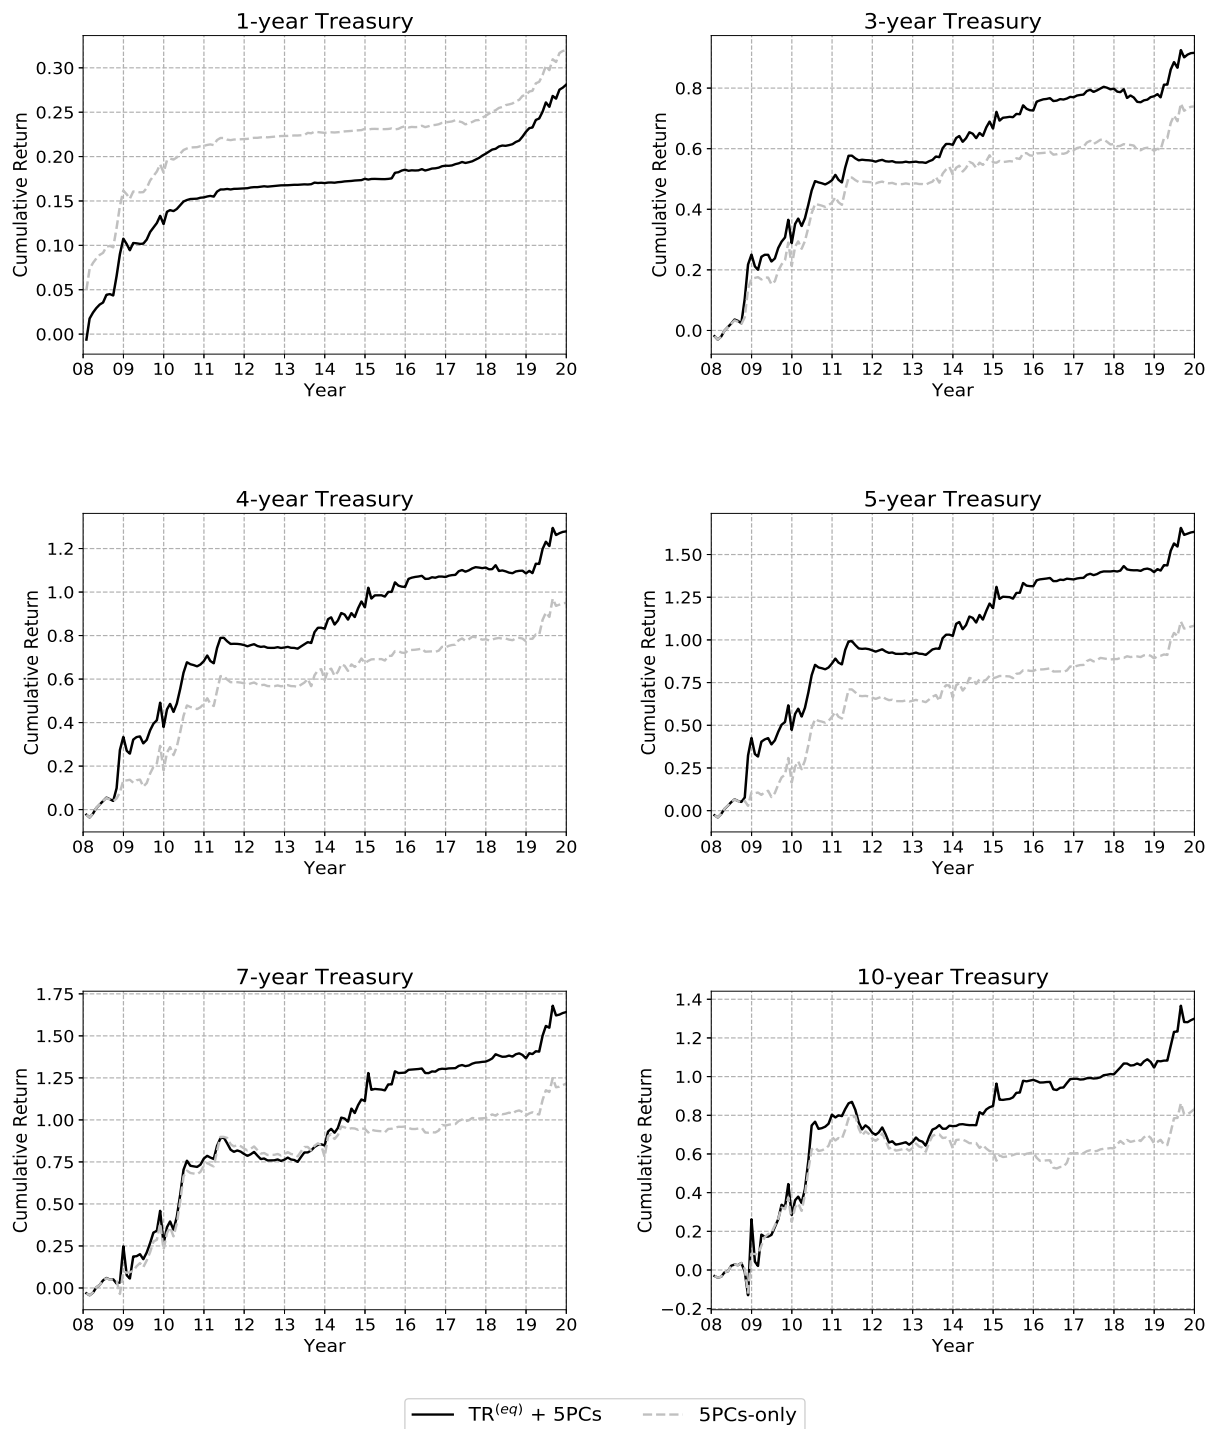 1-year Treasury
Cumulative Return
0.30
0.25
0.20
0.15
0.10
0.05
0.00
08 09 10 11 12 13 14 15 16 17 18 19 20
Year
3-year Treasury
Cumulative Return
0.8
0.6
0.4
0.2
0.0
08 09 10 11 12 13 14 15 16 17 18 19 20
Year
4-year Treasury
Cumulative Return
1.2
1.0
0.8
0.6
0.4
0.2
0.0
08 09 10 11 12 13 14 15 16 17 18 19 20
Year
5-year Treasury
Cumulative Return
1.50
1.25
1.00
0.75
0.50
0.25
0.00
08 09 10 11 12 13 14 15 16 17 18 19 20
Year
7-year Treasury
Cumulative Return
1.75
1.50
1.25
1.00
0.75
0.50
0.25
0.00
08 09 10 11 12 13 14 15 16 17 18 19 20
Year
10-year Treasury
Cumulative Return
1.4
1.2
1.0
0.8
0.6
0.4
0.2
0.0
−0.2
08 09 10 11 12 13 14 15 16 17 18 19 20
Year
TR(eq) + 5PCs
5PCs-only